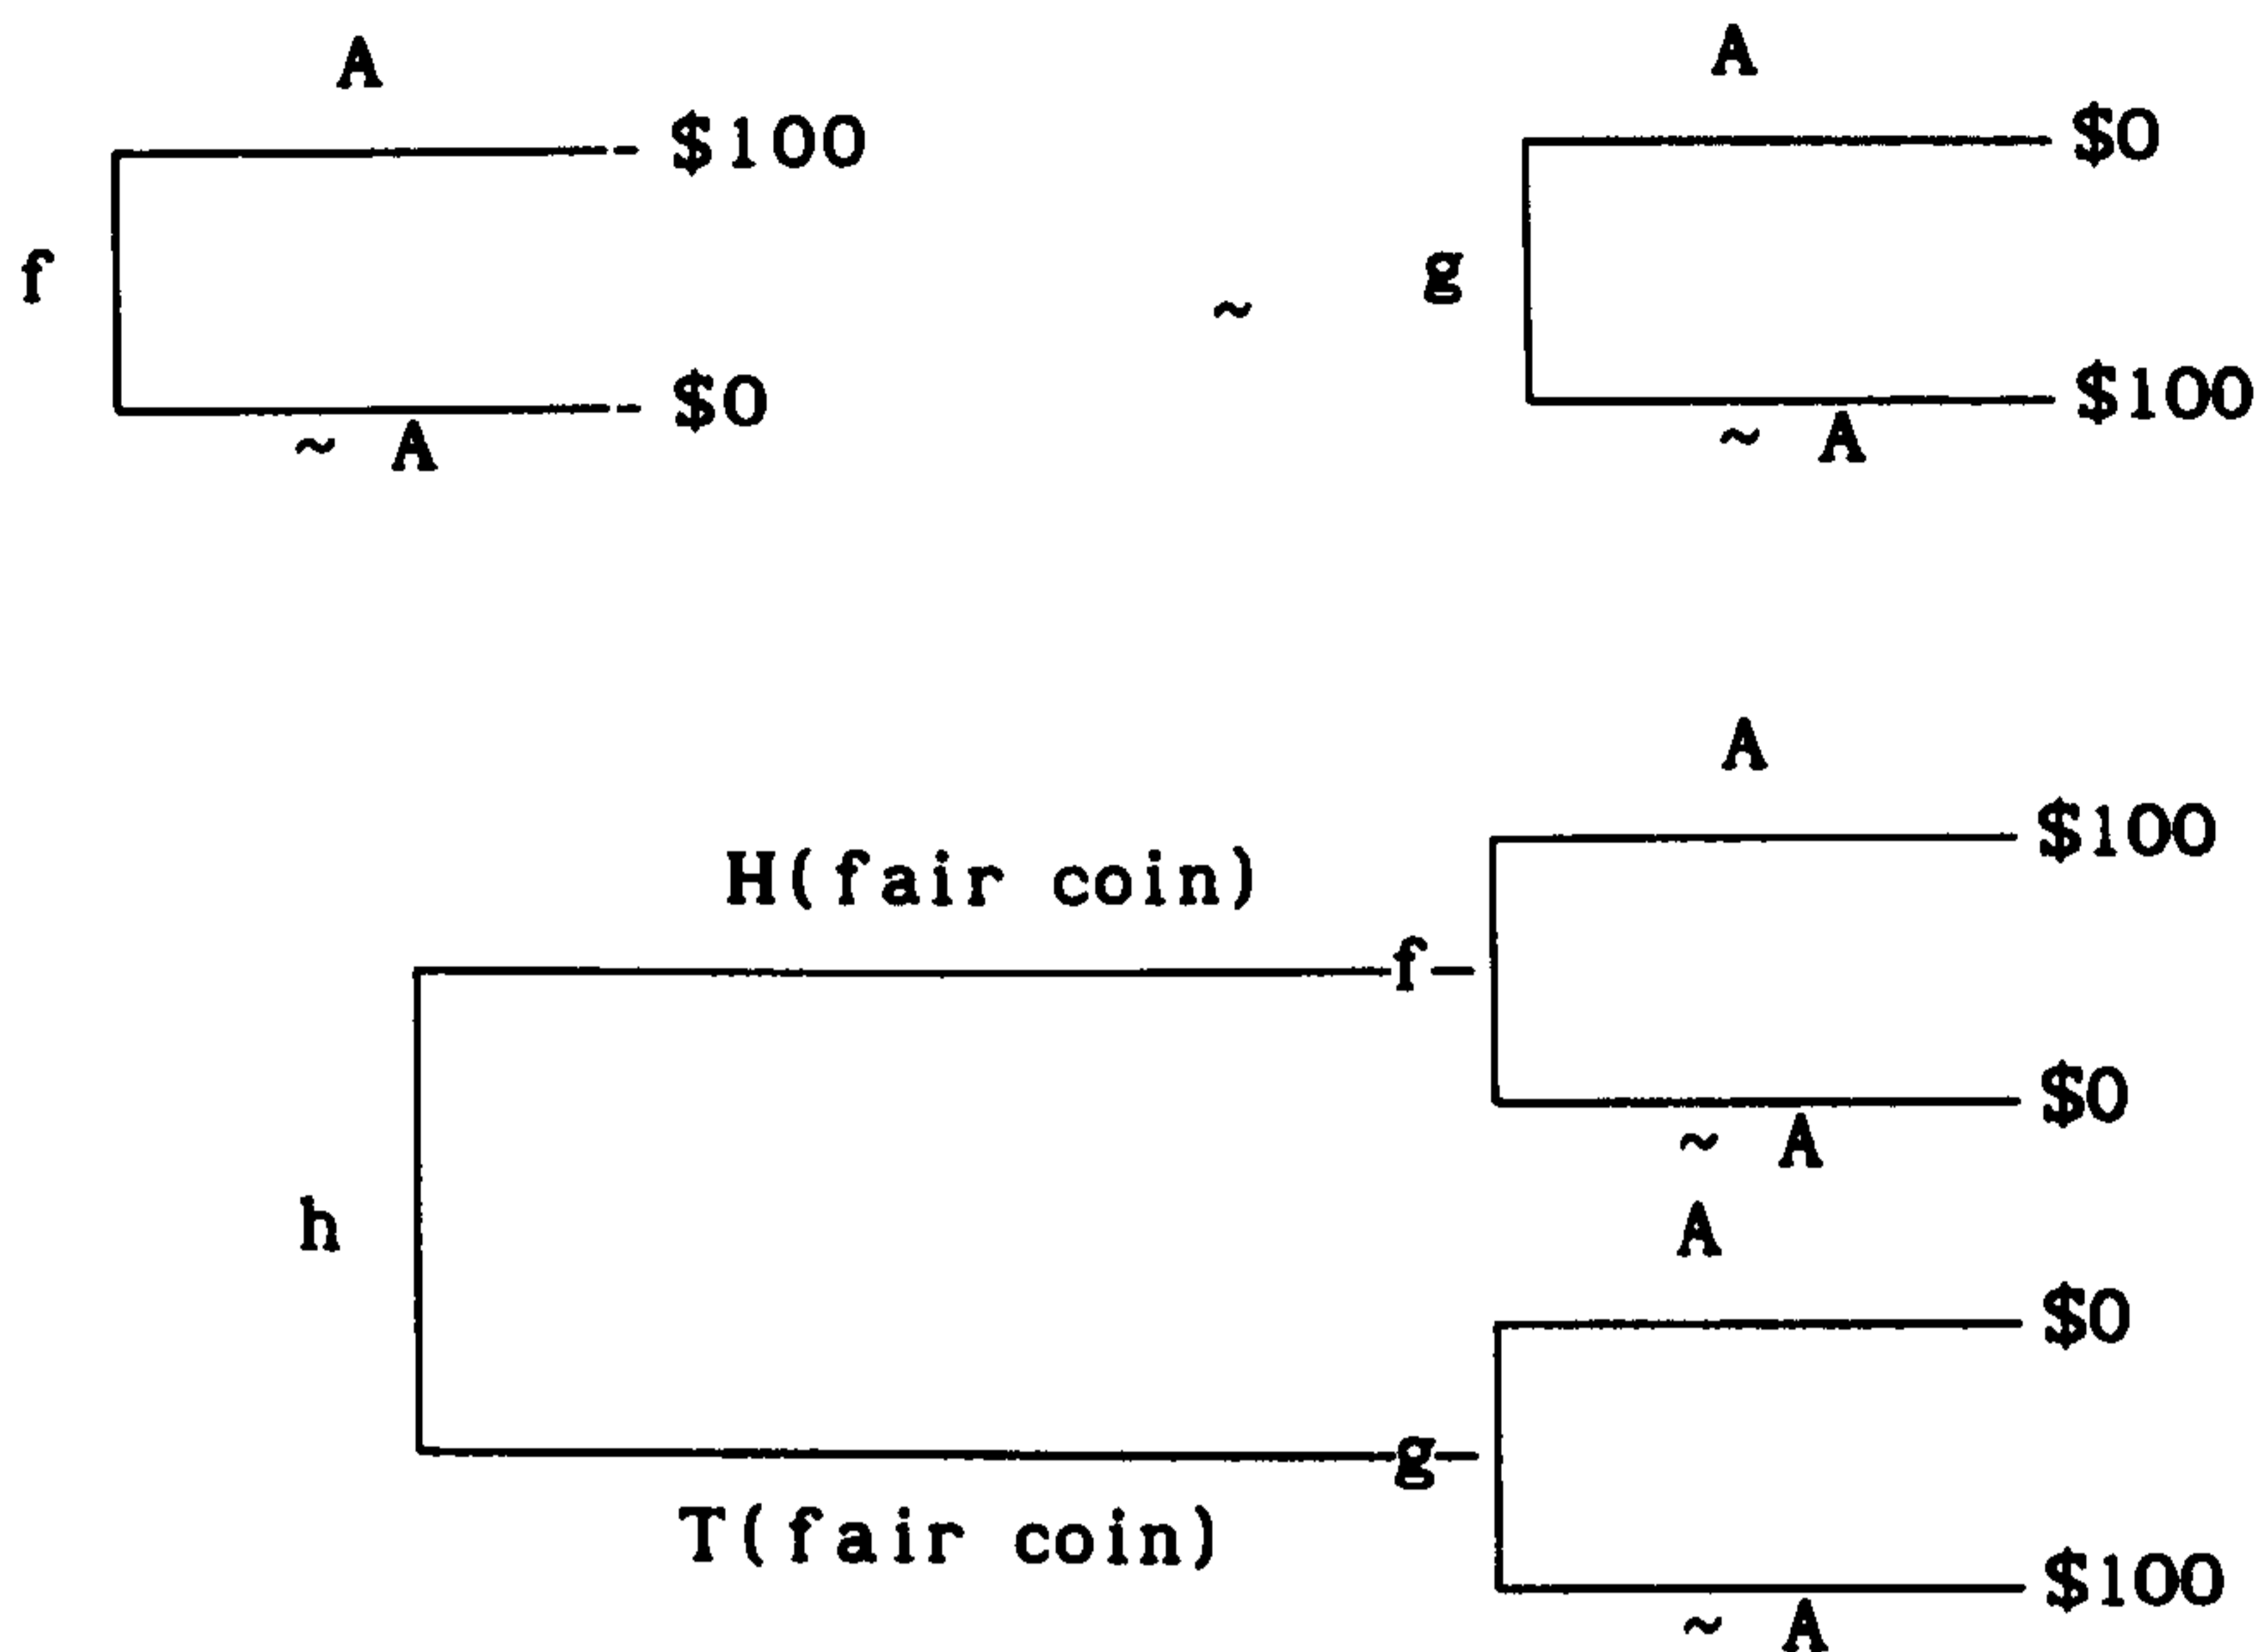 A A
$100 $0
f ~ g
$0 $100
~ A ~ A
A
$100
H(fair coin)
f
$0
~ A
h A
$0
g
T(fair coin)
$100
~ A